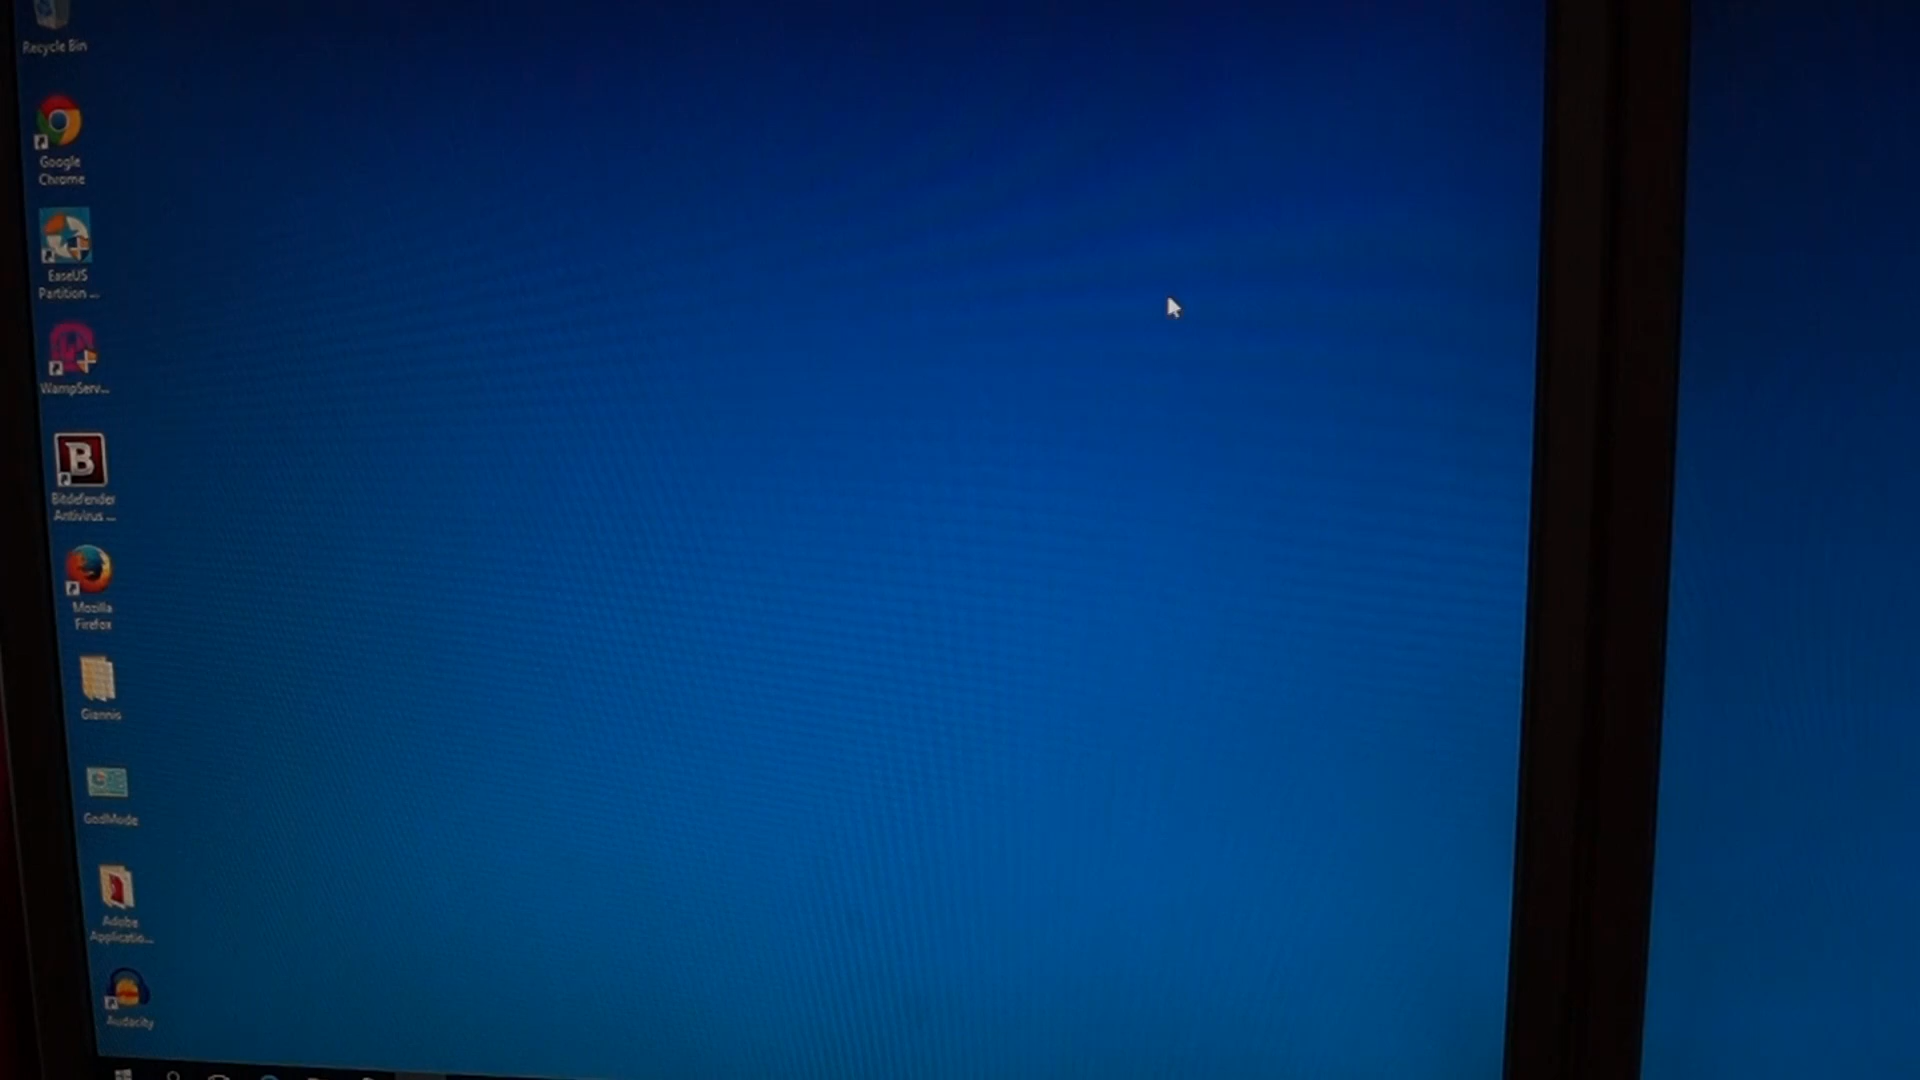 Recycle Bin
Google
Chrome
EaseUS
Partition ...
WampServ...
B
Bitdefender
Antivirus ...
Mozilla
Firefox
Giannis
GodMode
Adobe
Applicatio...
Audacity